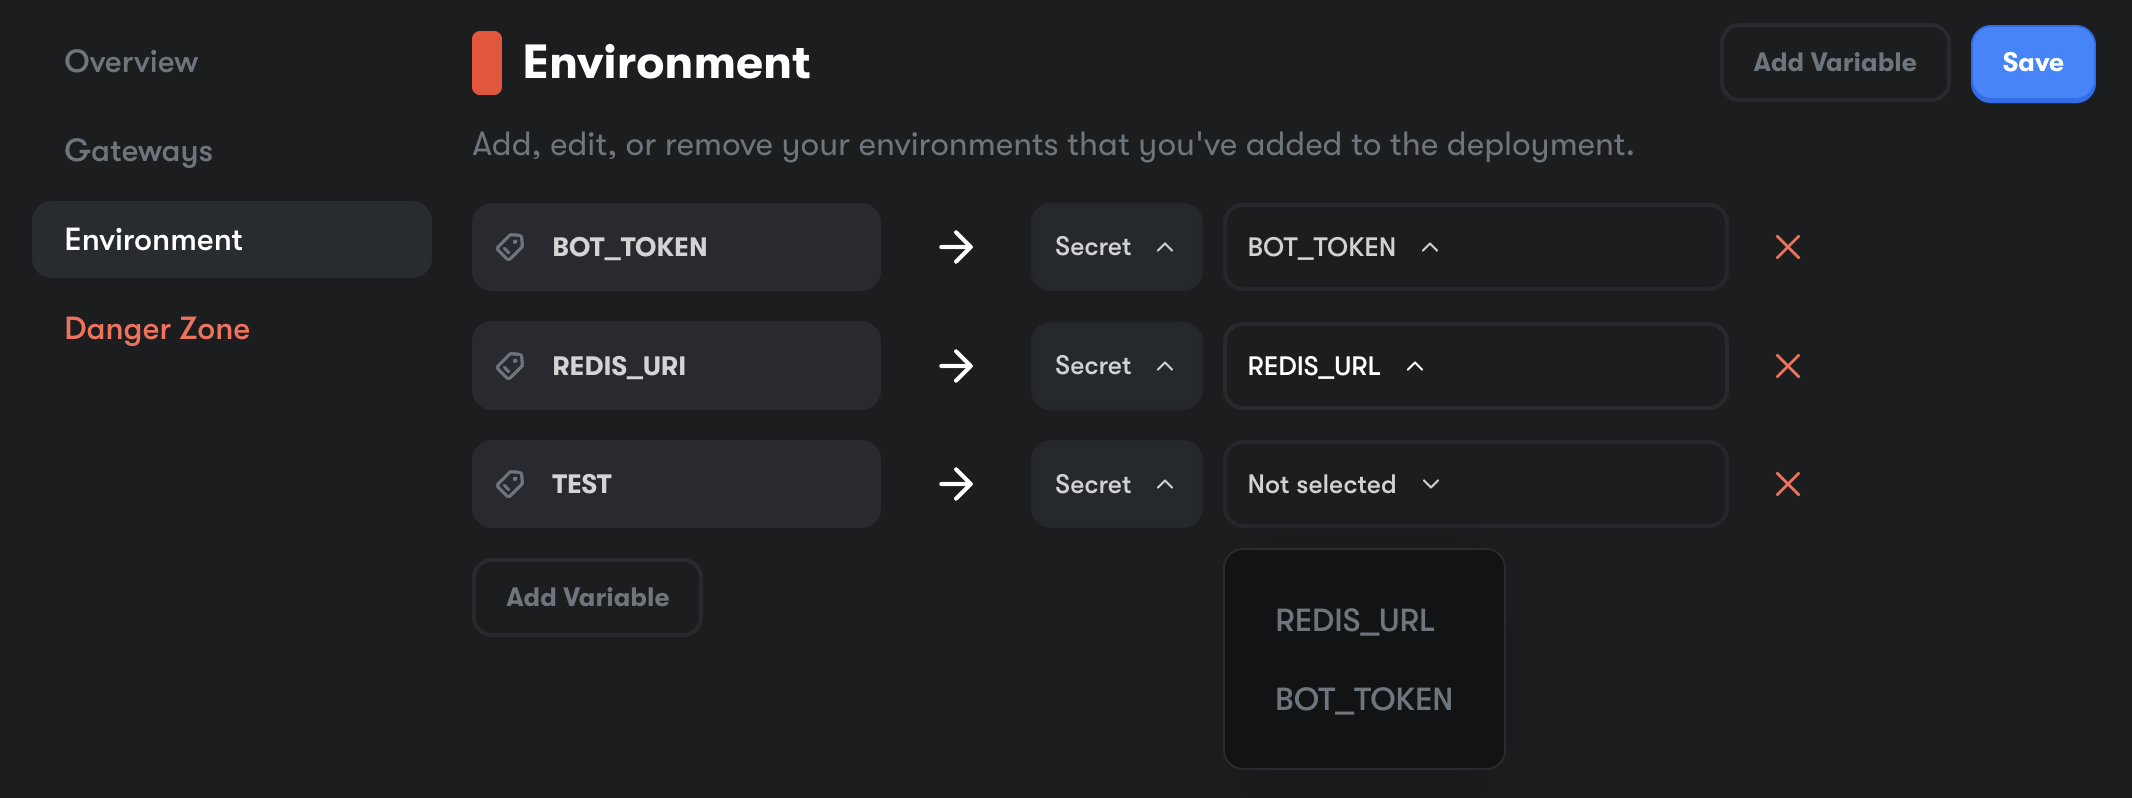 Overview
Gateways
Environment
Danger Zone
Environment
Add Variable
Save
Add, edit, or remove your environments that you've added to the deployment.
BOT_TOKEN Secret BOT_TOKEN
REDIS_URI Secret REDIS_URL
TEST Secret Not selected
Add Variable
REDIS_URL
BOT_TOKEN